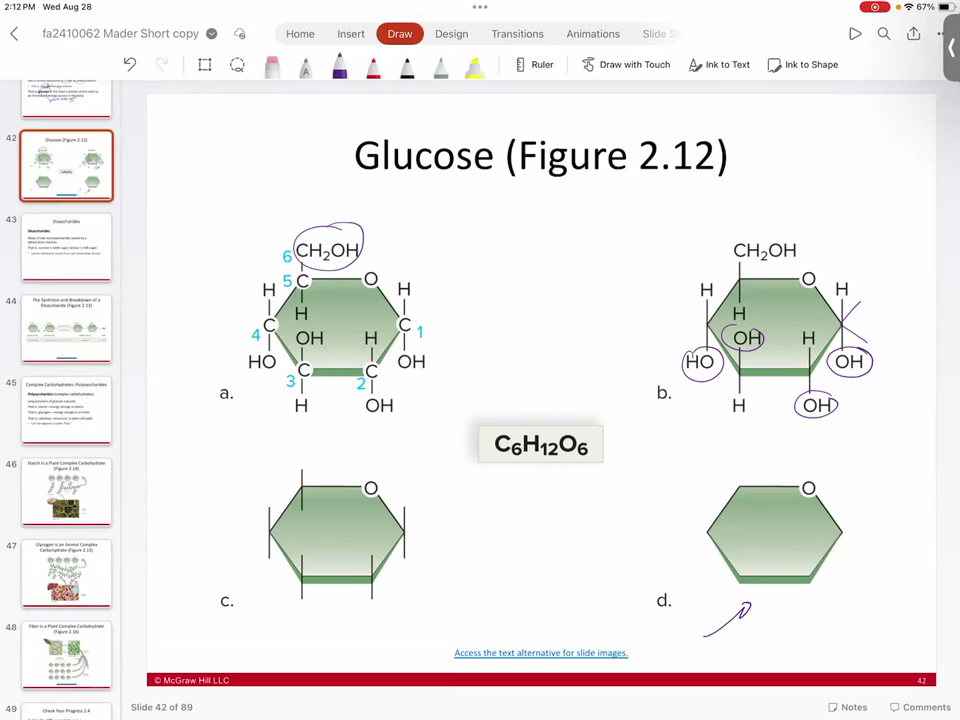 2:12 PM Wed Aug 28
67%
fa2410062 Mader Short copy
Home Insert Draw Design Transitions Animations Slide S
Ruler Draw with Touch Ink to Text Ink to Shape
42
Glucose (Figure 2.12)
43
Disaccharides
Disaccharides:
44
The Synthesis and Breakdown of a
Disaccharide (Figure 2.13)
45
Complex Carbohydrates: Polysaccharides
Polysaccharides (complex carbohydrates)
46
Starch is a Plant Complex Carbohydrate
(Figure 2.14)
47
Glycogen is an Animal Complex
Carbohydrate (Figure 2.15)
48
Fiber is a Plant Complex Carbohydrate
(Figure 2.16)
49
Check Your Progress 2.4
Glucose (Figure 2.12)
6 CH₂OH
5 C O
H H
H
4 C C 1
OH H
HO OH
3 C 2 C
a.
H OH
CH₂OH
O
H H
H
OH H
HO OH
b.
H OH
C₆H₁₂O₆
O
c.
O
d.
Access the text alternative for slide images.
© McGraw Hill LLC 42
Slide 42 of 89 Notes Comments